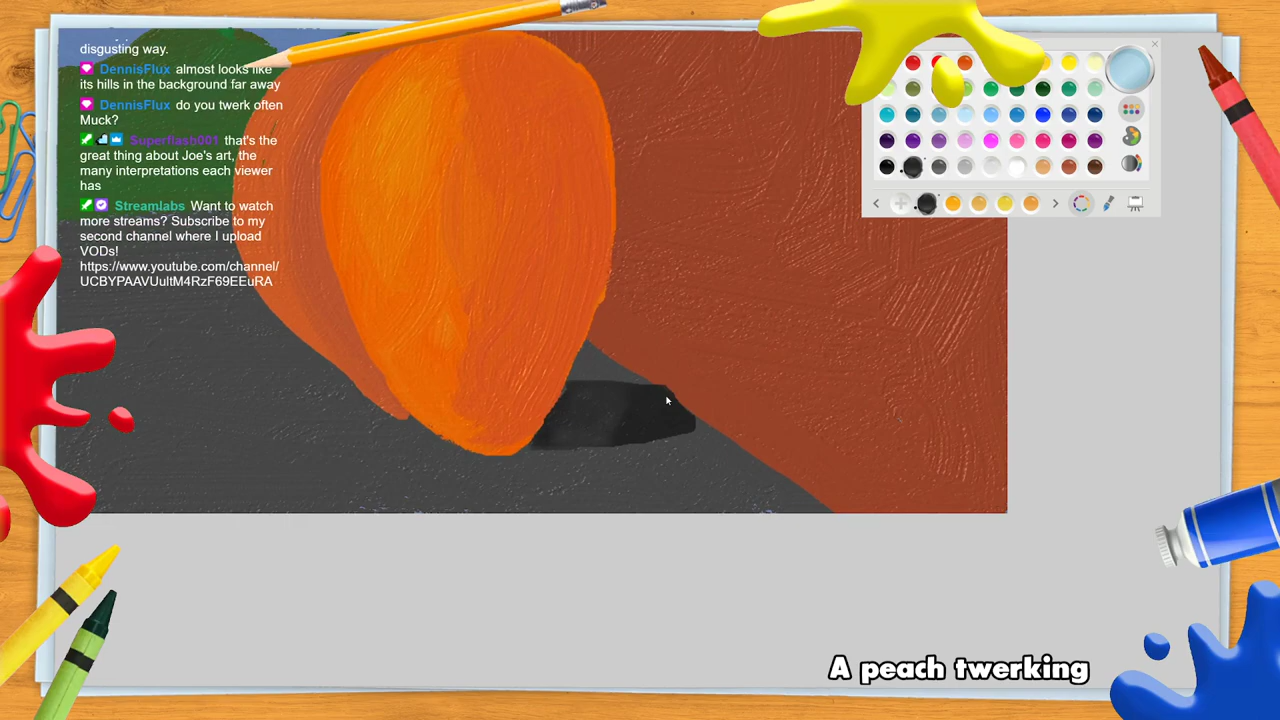 disgusting way.
DennisFlux almost looks like
its hills in the background far away
DennisFlux do you twerk often
Muck?
Superflash001 that's the
great thing about Joe's art, the
many interpretations each viewer
has
Streamlabs Want to watch
more streams? Subscribe to my
second channel where I upload
VODs!
https://www.youtube.com/channel/
UCBYPAAVUultM4RzF69EEuRA
A peach twerking